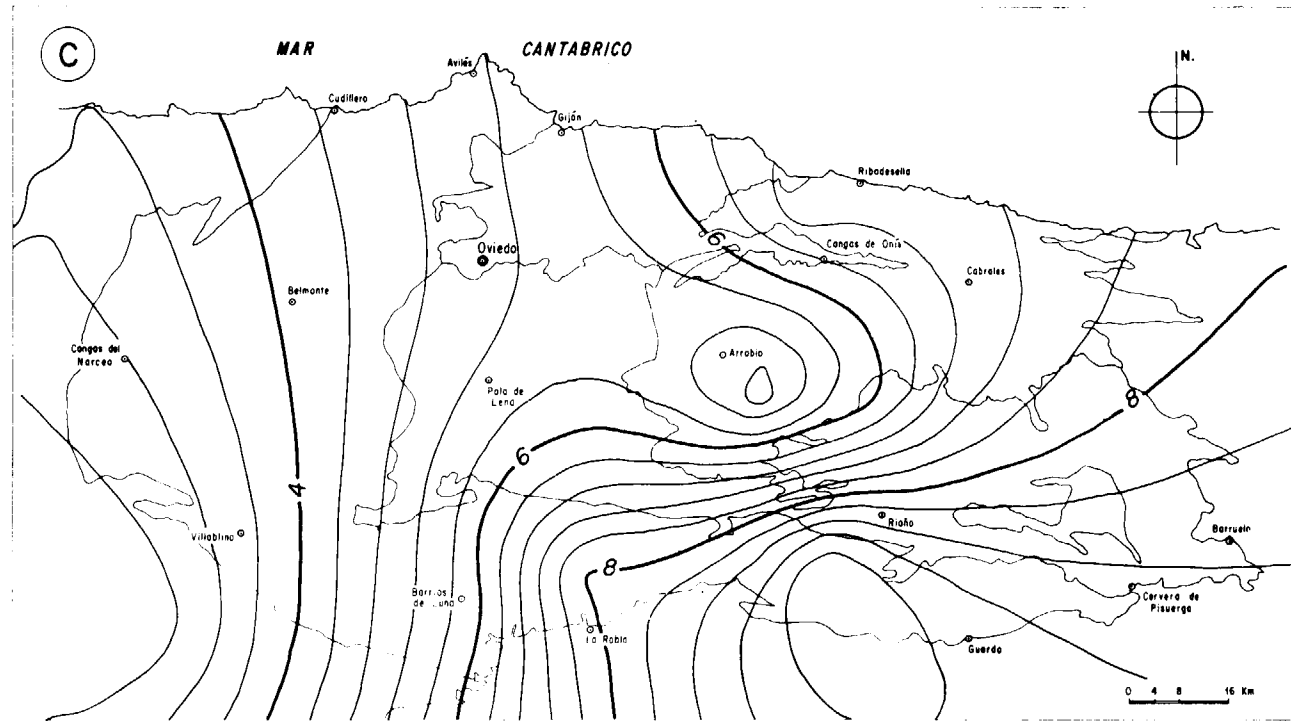 C
MAR CANTABRICO
N.
Avilés
Cudillero
Gijón
Ribadesella
6
Oviedo
Cangas de Onís
Cabrales
Belmonte
Cangas del
Narcea
Arrobio
Pola de
Lena
8
6
4
Riaño
Villablino
Barruelo
8
Barrios
de Luna
Cervera de
Pisuerga
La Robla
Guardo
0 4 8 16 Km